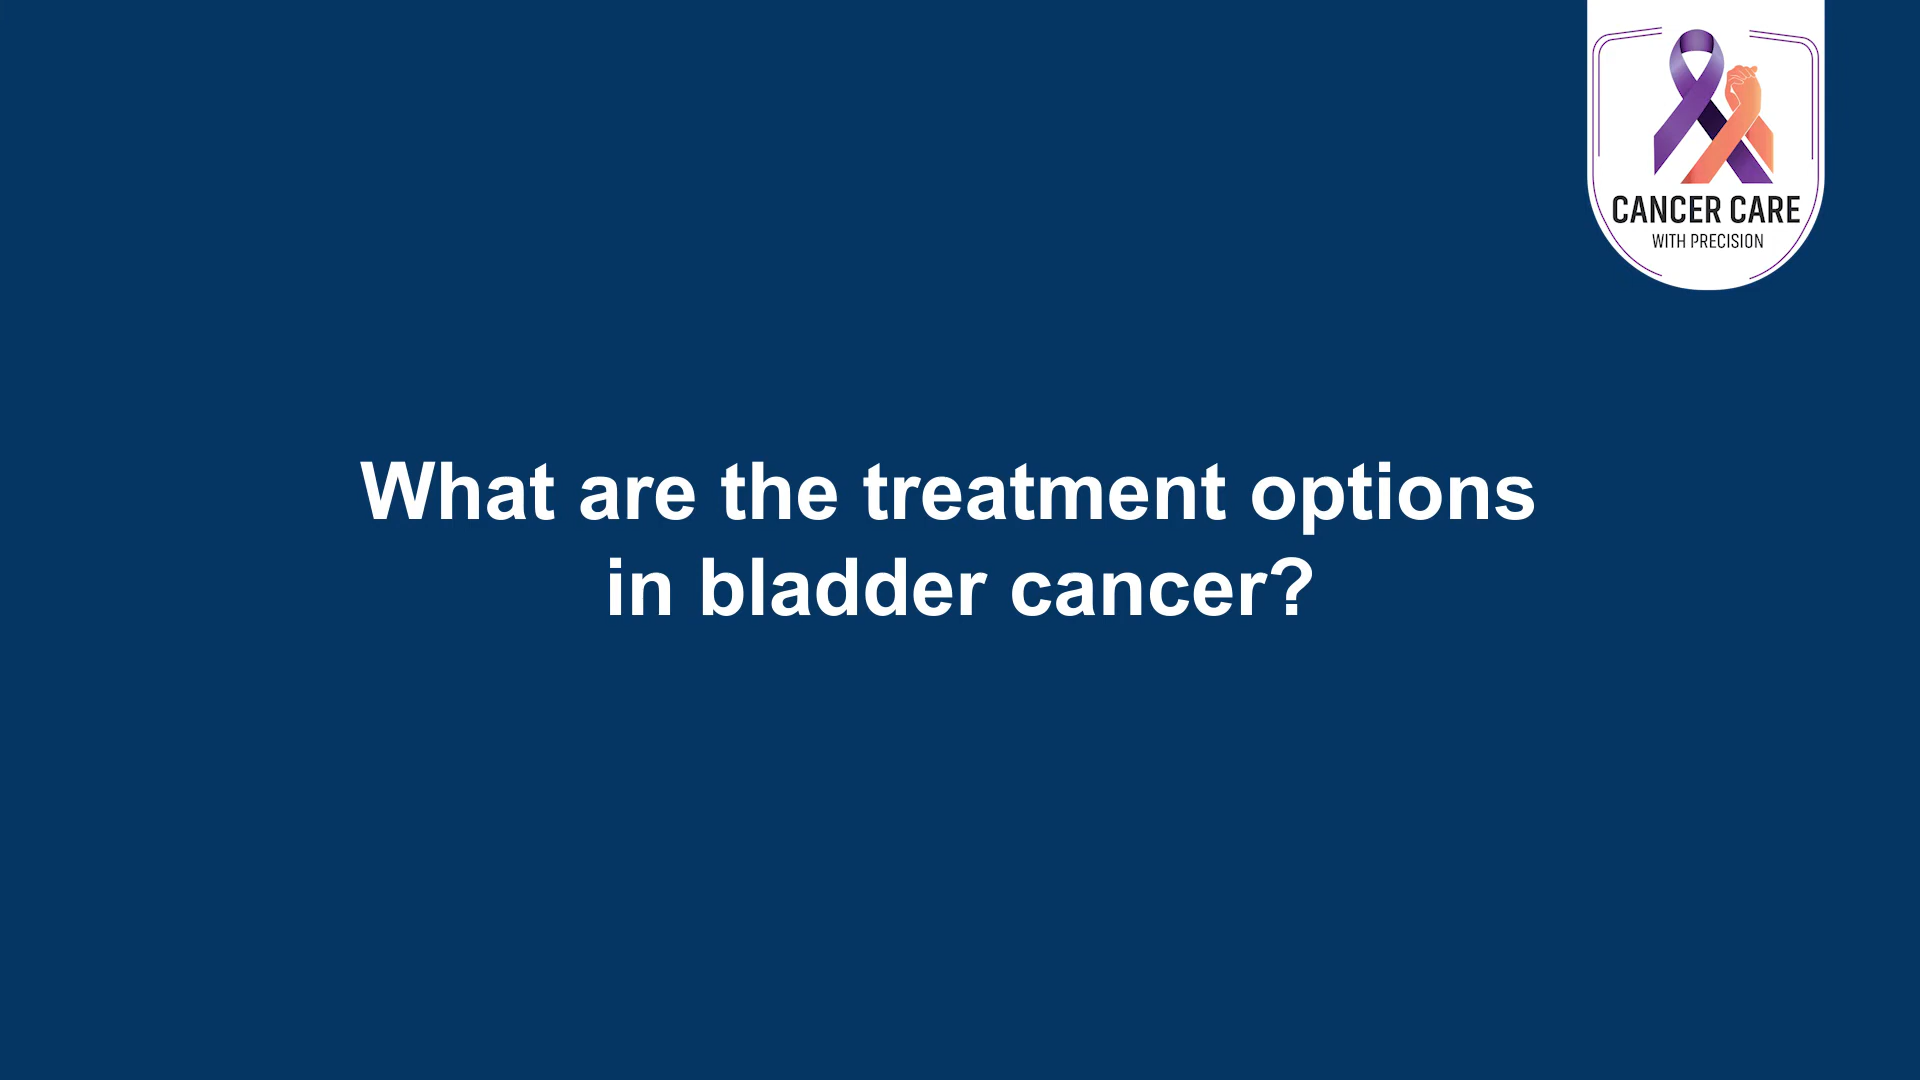 CANCER CARE
WITH PRECISION
What are the treatment options
in bladder cancer?